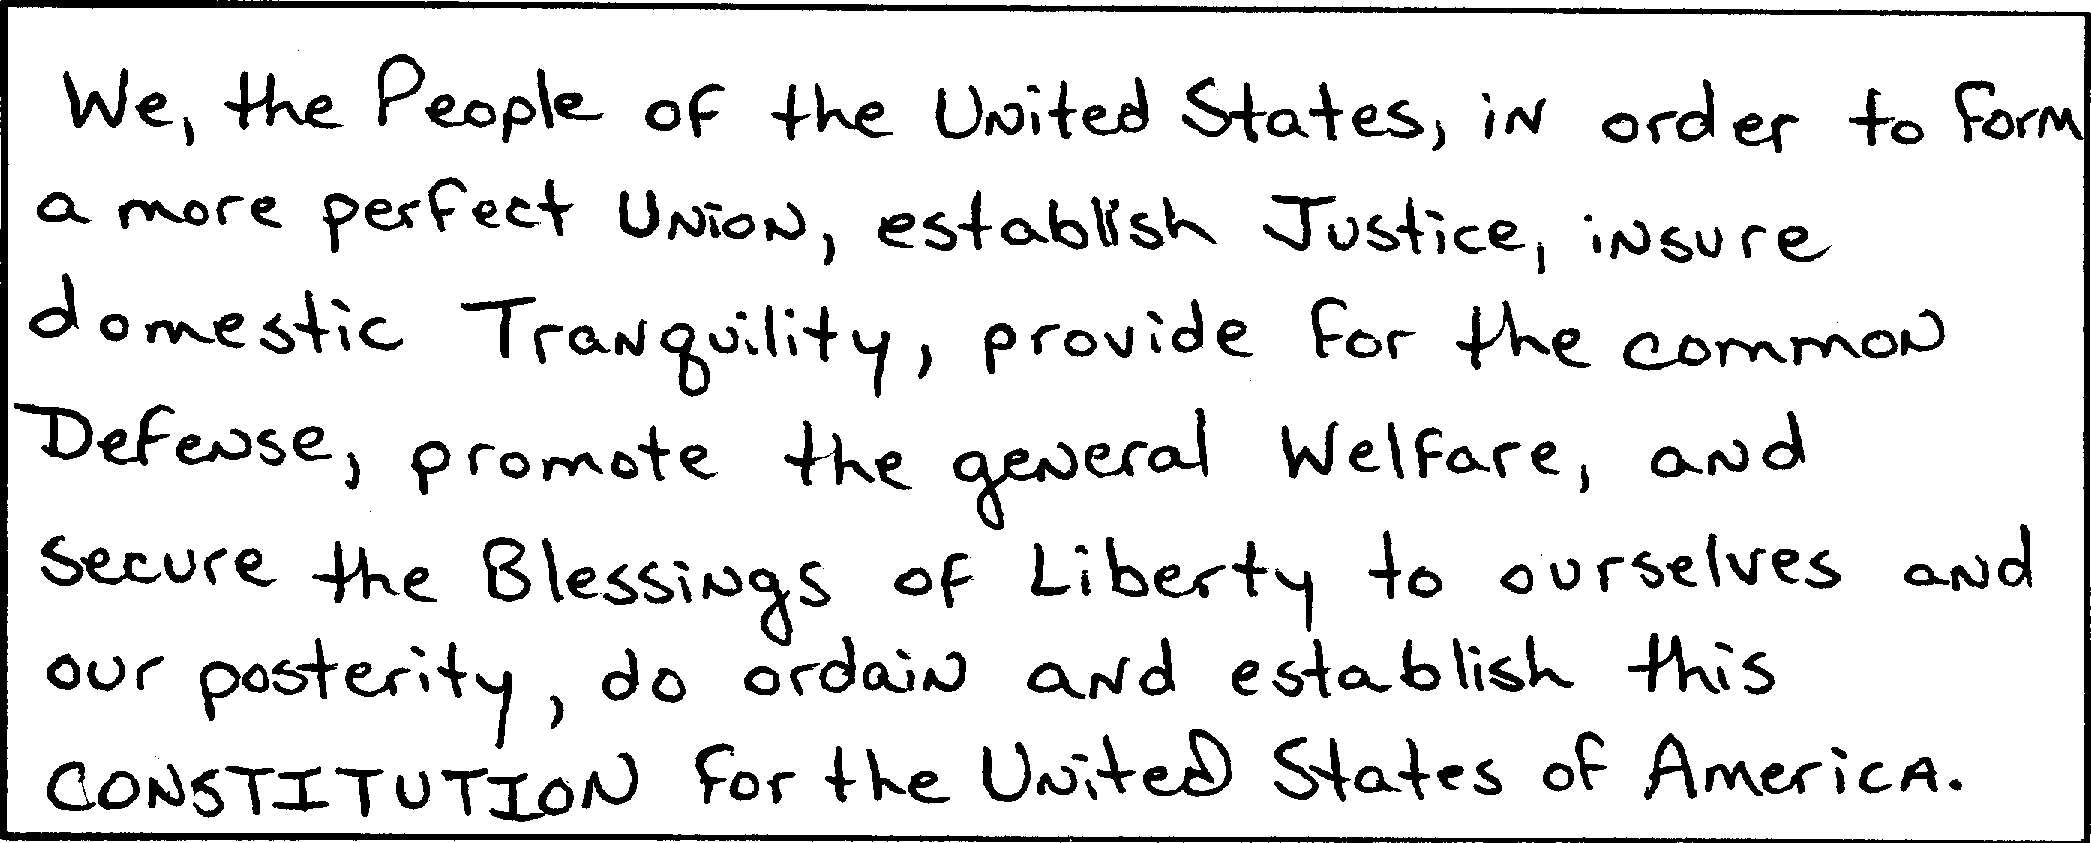 We, the People of the United States, in order to form
a more perfect Union, establish Justice, insure
domestic Tranquility, provide for the common
Defense, promote the general Welfare, and
secure the Blessings of Liberty to ourselves and
our posterity, do ordain and establish this
CONSTITUTION for the United States of America.